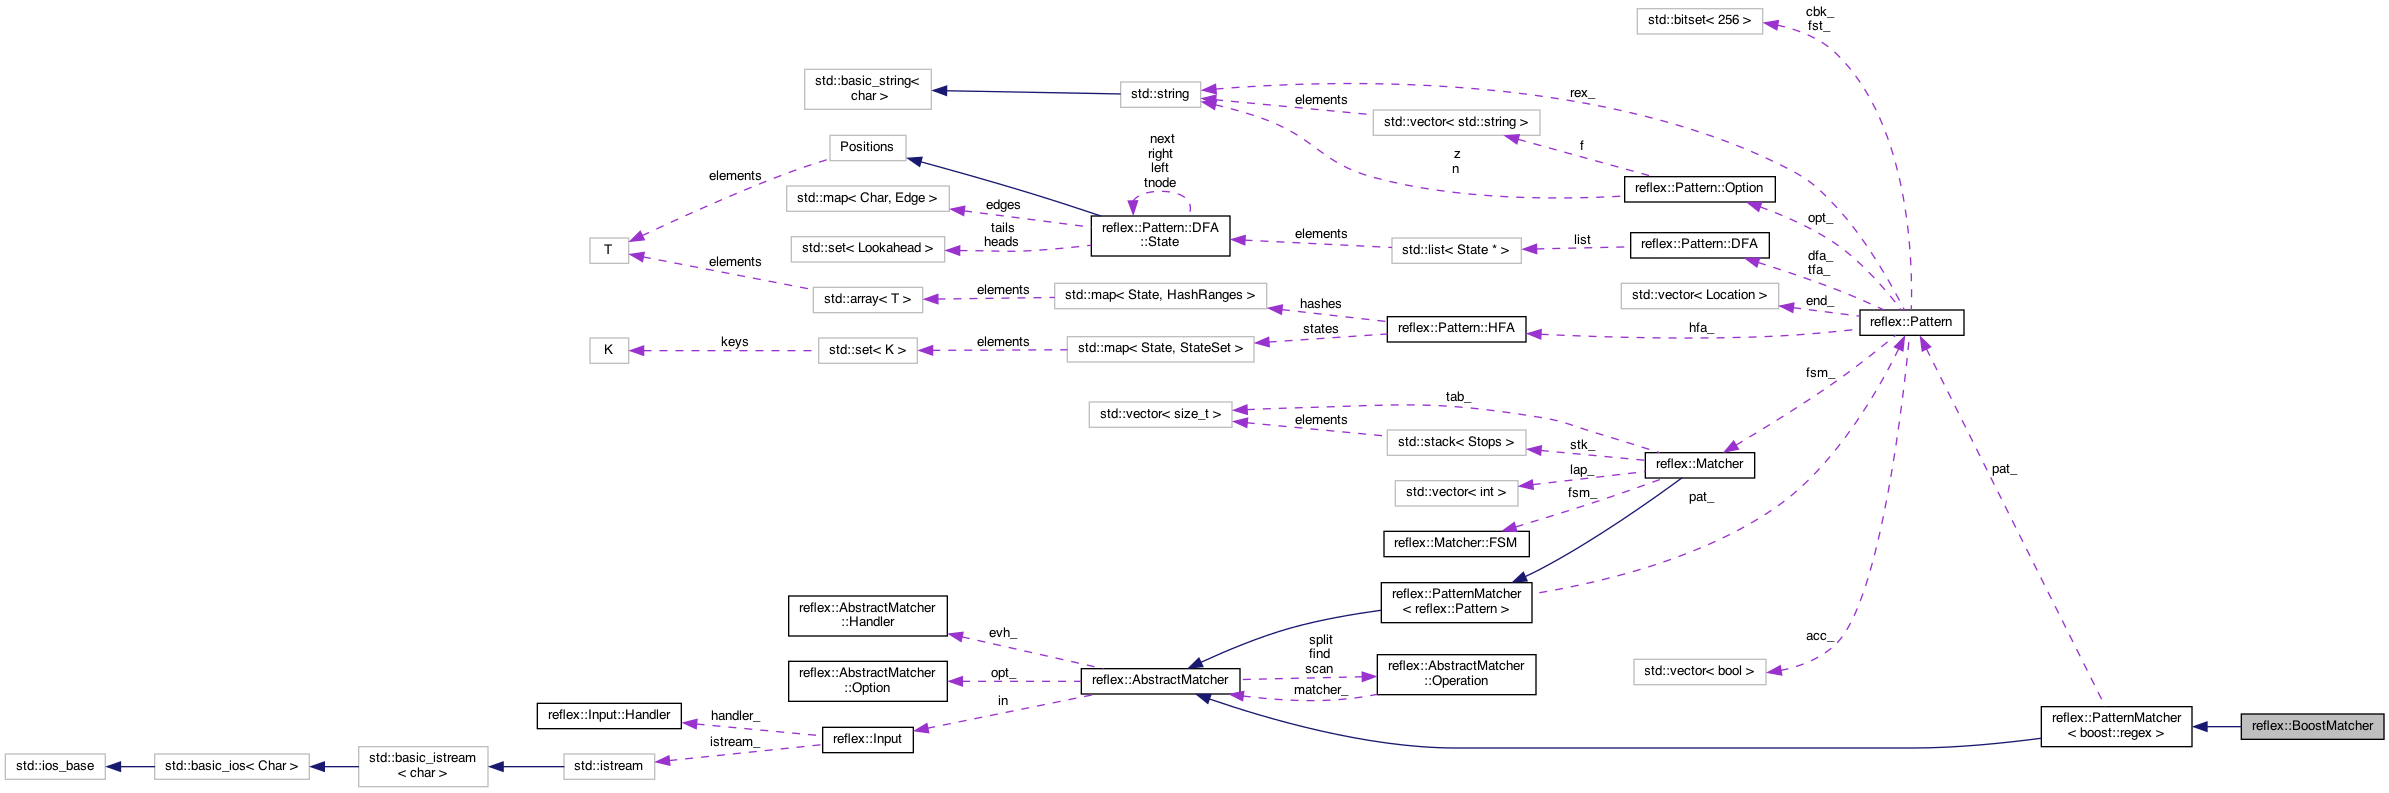 std::bitset< 256 >
cbk_
fst_
std::basic_string<
char >
std::string
elements
rex_
std::vector< std::string >
Positions
next
right
left
tnode
z
n
f
elements
std::map< Char, Edge >
edges
reflex::Pattern::Option
tails
heads
reflex::Pattern::DFA
::State
opt_
T
std::set< Lookahead >
elements
std::list< State * >
list
reflex::Pattern::DFA
elements
dfa_
tfa_
std::array< T >
elements
std::map< State, HashRanges >
hashes
std::vector< Location >
end_
reflex::Pattern
reflex::Pattern::HFA
hfa_
K
keys
std::set< K >
elements
std::map< State, StateSet >
states
fsm_
tab_
std::vector< size_t >
elements
std::stack< Stops >
stk_
reflex::Matcher
lap_
std::vector< int >
fsm_
pat_
pat_
reflex::Matcher::FSM
reflex::PatternMatcher
< reflex::Pattern >
reflex::AbstractMatcher
::Handler
evh_
split
find
scan
acc_
reflex::AbstractMatcher
::Option
opt_
reflex::AbstractMatcher
reflex::AbstractMatcher
::Operation
matcher_
std::vector< bool >
in
reflex::Input::Handler
handler_
reflex::Input
istream_
reflex::PatternMatcher
< boost::regex >
reflex::BoostMatcher
std::ios_base
std::basic_ios< Char >
std::basic_istream
< char >
std::istream